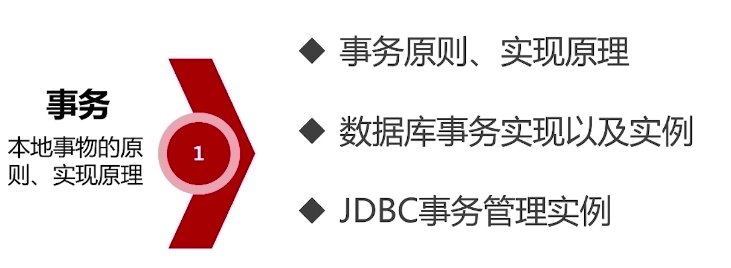 事务
本地事物的原
则、实现原理
1
◆ 事务原则、实现原理
◆ 数据库事务实现以及实例
◆ JDBC事务管理实例